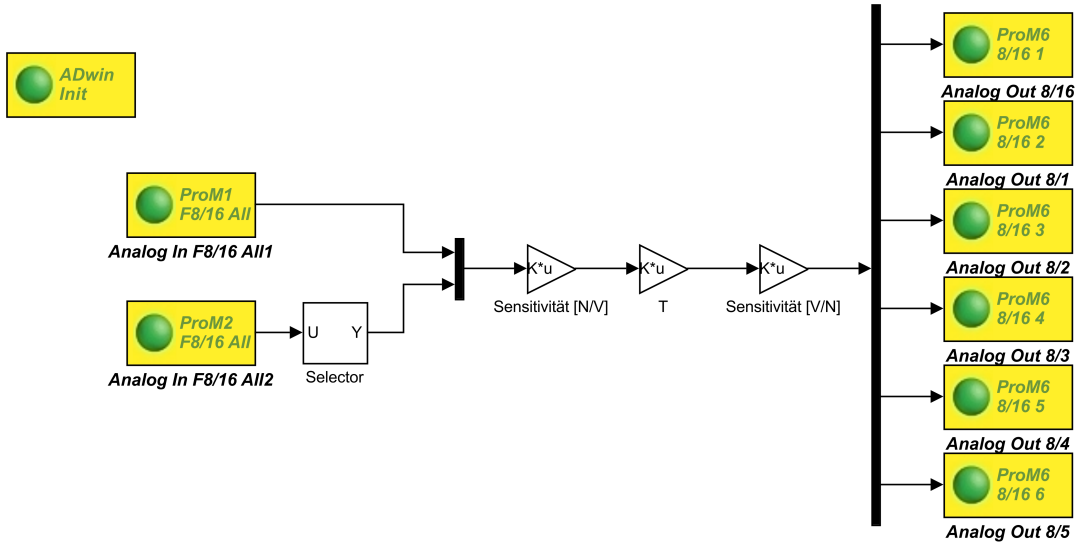 ADwin
Init
ProM1
F8/16 All
Analog In F8/16 All1
ProM2
F8/16 All
Analog In F8/16 All2
U Y
Selector
K*u
Sensitivität [N/V]
K*u
T
K*u
Sensitivität [V/N]
ProM6
8/16 1
Analog Out 8/16
ProM6
8/16 2
Analog Out 8/1
ProM6
8/16 3
Analog Out 8/2
ProM6
8/16 4
Analog Out 8/3
ProM6
8/16 5
Analog Out 8/4
ProM6
8/16 6
Analog Out 8/5